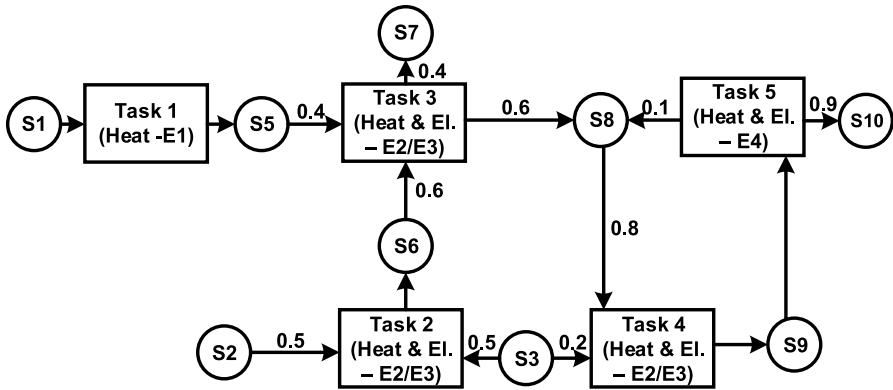 S7
0.4
S1
Task 1
(Heat -E1)
S5
0.4
Task 3
(Heat & El.
– E2/E3)
0.6
S8
0.1
Task 5
(Heat & El.
– E4)
0.9
S10
0.6
S6
0.8
S2
0.5
Task 2
(Heat & El.
– E2/E3)
0.5
S3
0.2
Task 4
(Heat & El.
– E2/E3)
S9